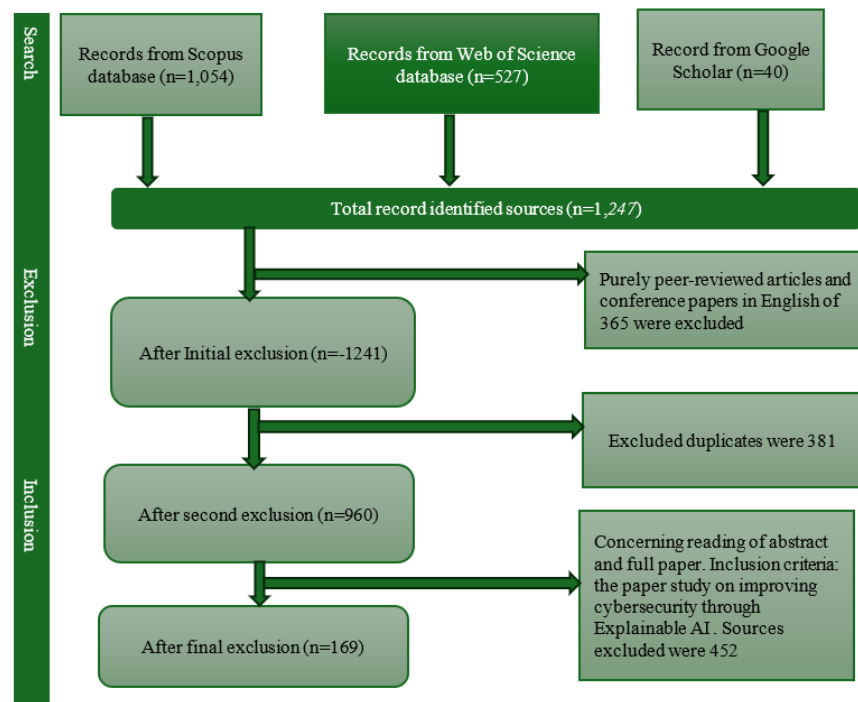 Search
Records from Scopus
database (n=1,054)
Records from Web of Science
database (n=527)
Record from Google
Scholar (n=40)
Total record identified sources (n=1,247)
Exclusion
Purely peer-reviewed articles and
conference papers in English of
365 were excluded
After Initial exclusion (n=-1241)
Excluded duplicates were 381
Inclusion
After second exclusion (n=960)
Concerning reading of abstract
and full paper. Inclusion criteria:
the paper study on improving
cybersecurity through
Explainable AI . Sources
excluded were 452
After final exclusion (n=169)